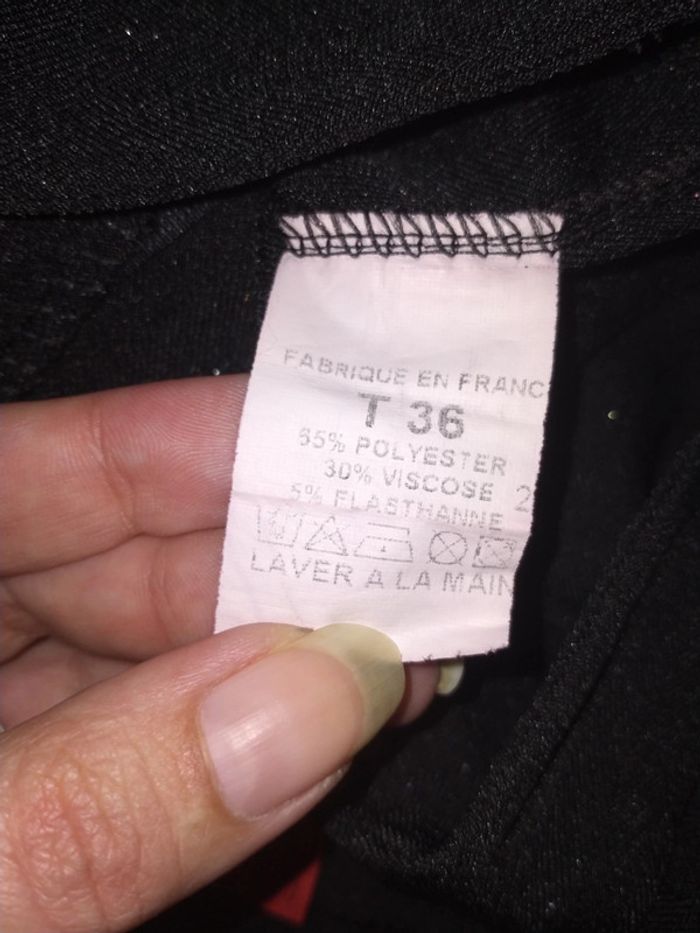 FABRIQUE EN FRANC
T 36
65% POLYESTER
30% VISCOSE 2
5% ELASTHANNE
LAVER A LA MAIN